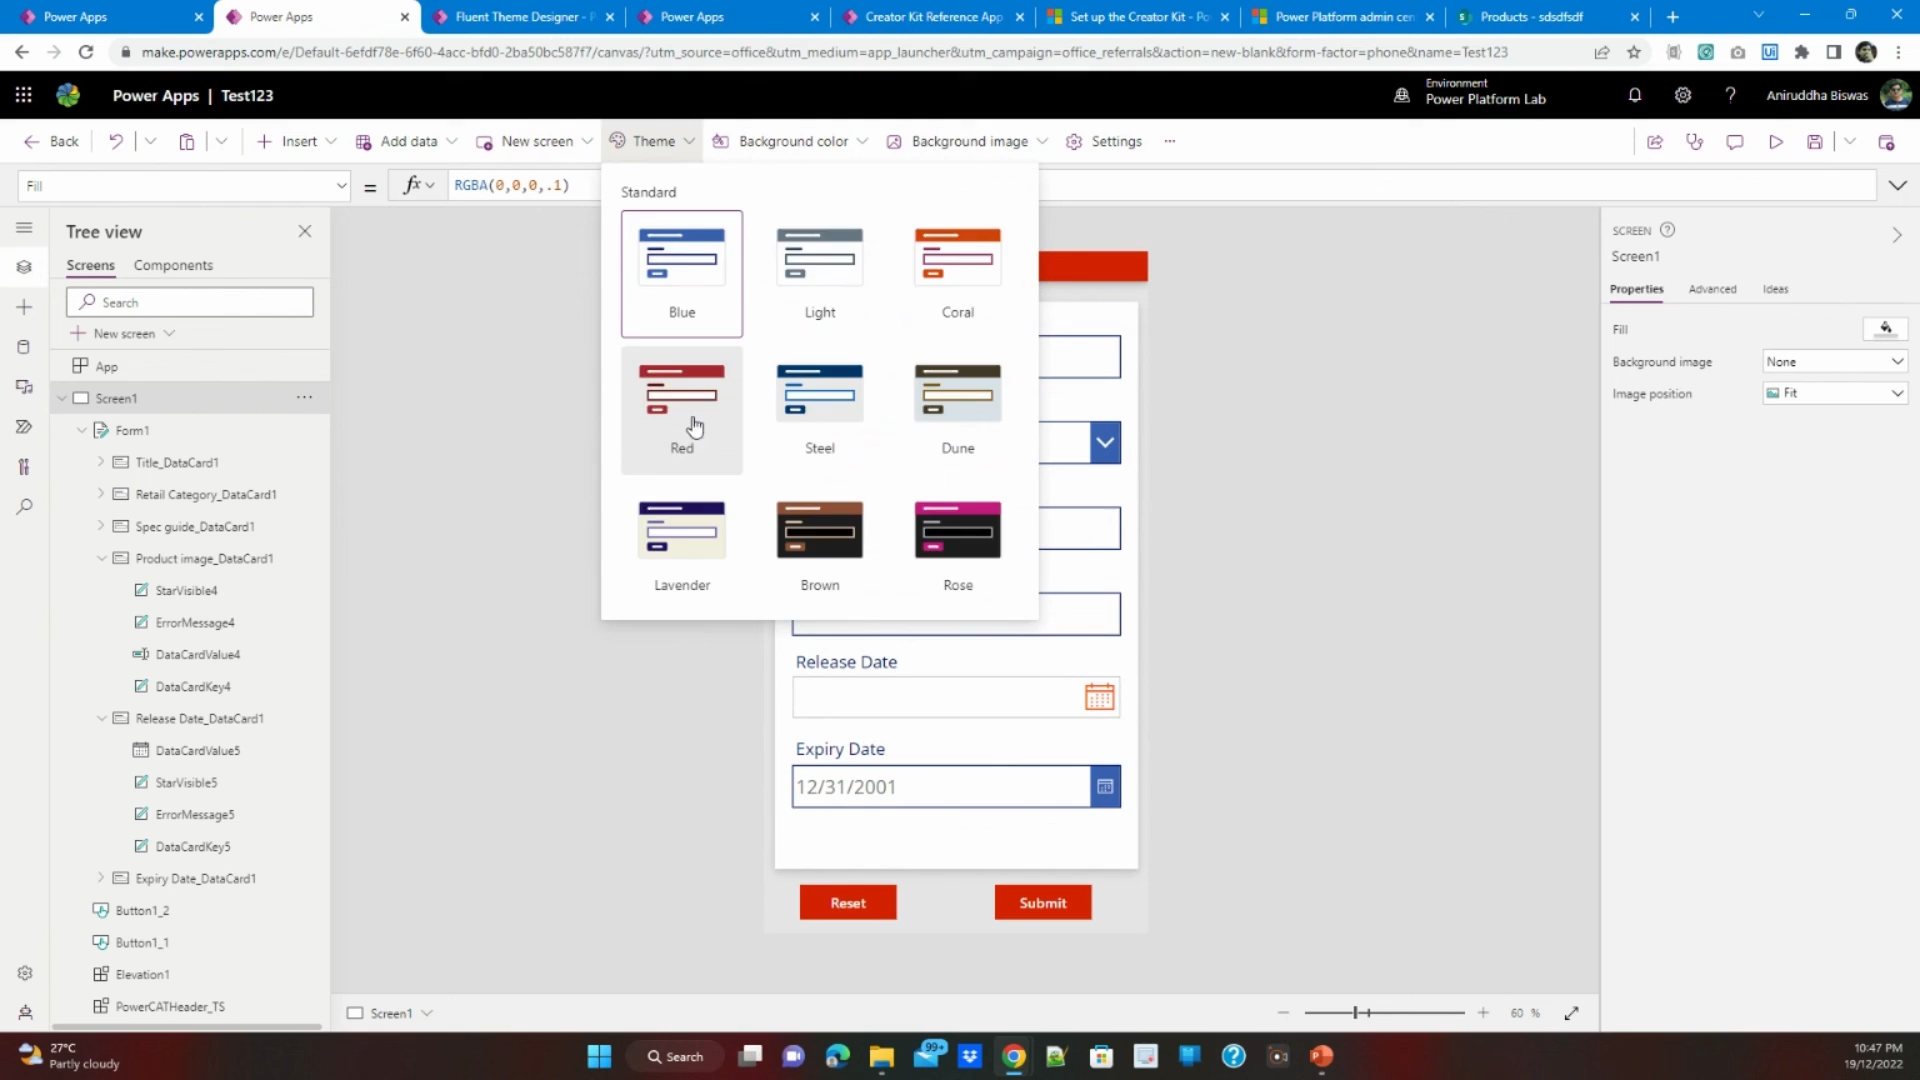 Power Apps
Power Apps
Fluent Theme Designer - P
Power Apps
Creator Kit Reference App
Set up the Creator Kit - Po
Power Platform admin cen
Products - sdsdfsdf
make.powerapps.com/e/Default-6efdf78e-6f60-4acc-bfd0-2ba50bc587f7/canvas/?utm_source=office&utm_medium=app_launcher&utm_campaign=office_referrals&action=new-blank&form-factor=phone&name=Test123
Power Apps | Test123
Environment
Power Platform Lab
Aniruddha Biswas
Back
Insert
Add data
New screen
Theme
Background color
Background image
Settings
Fill
=
fx
RGBA(0,0,0,.1)
Tree view
Screens
Components
Search
New screen
App
Screen1
Form1
Title_DataCard1
Retail Category_DataCard1
Spec guide_DataCard1
Product image_DataCard1
StarVisible4
ErrorMessage4
DataCardValue4
DataCardKey4
Release Date_DataCard1
DataCardValue5
StarVisible5
ErrorMessage5
DataCardKey5
Expiry Date_DataCard1
Button1_2
Button1_1
Elevation1
PowerCATHeader_TS
Standard
Blue
Light
Coral
Red
Steel
Dune
Lavender
Brown
Rose
Release Date
Expiry Date
12/31/2001
Reset
Submit
SCREEN
Screen1
Properties
Advanced
Ideas
Fill
Background image
None
Image position
Fit
Screen1
60 %
27°C
Partly cloudy
Search
99+
10:47 PM
19/12/2022